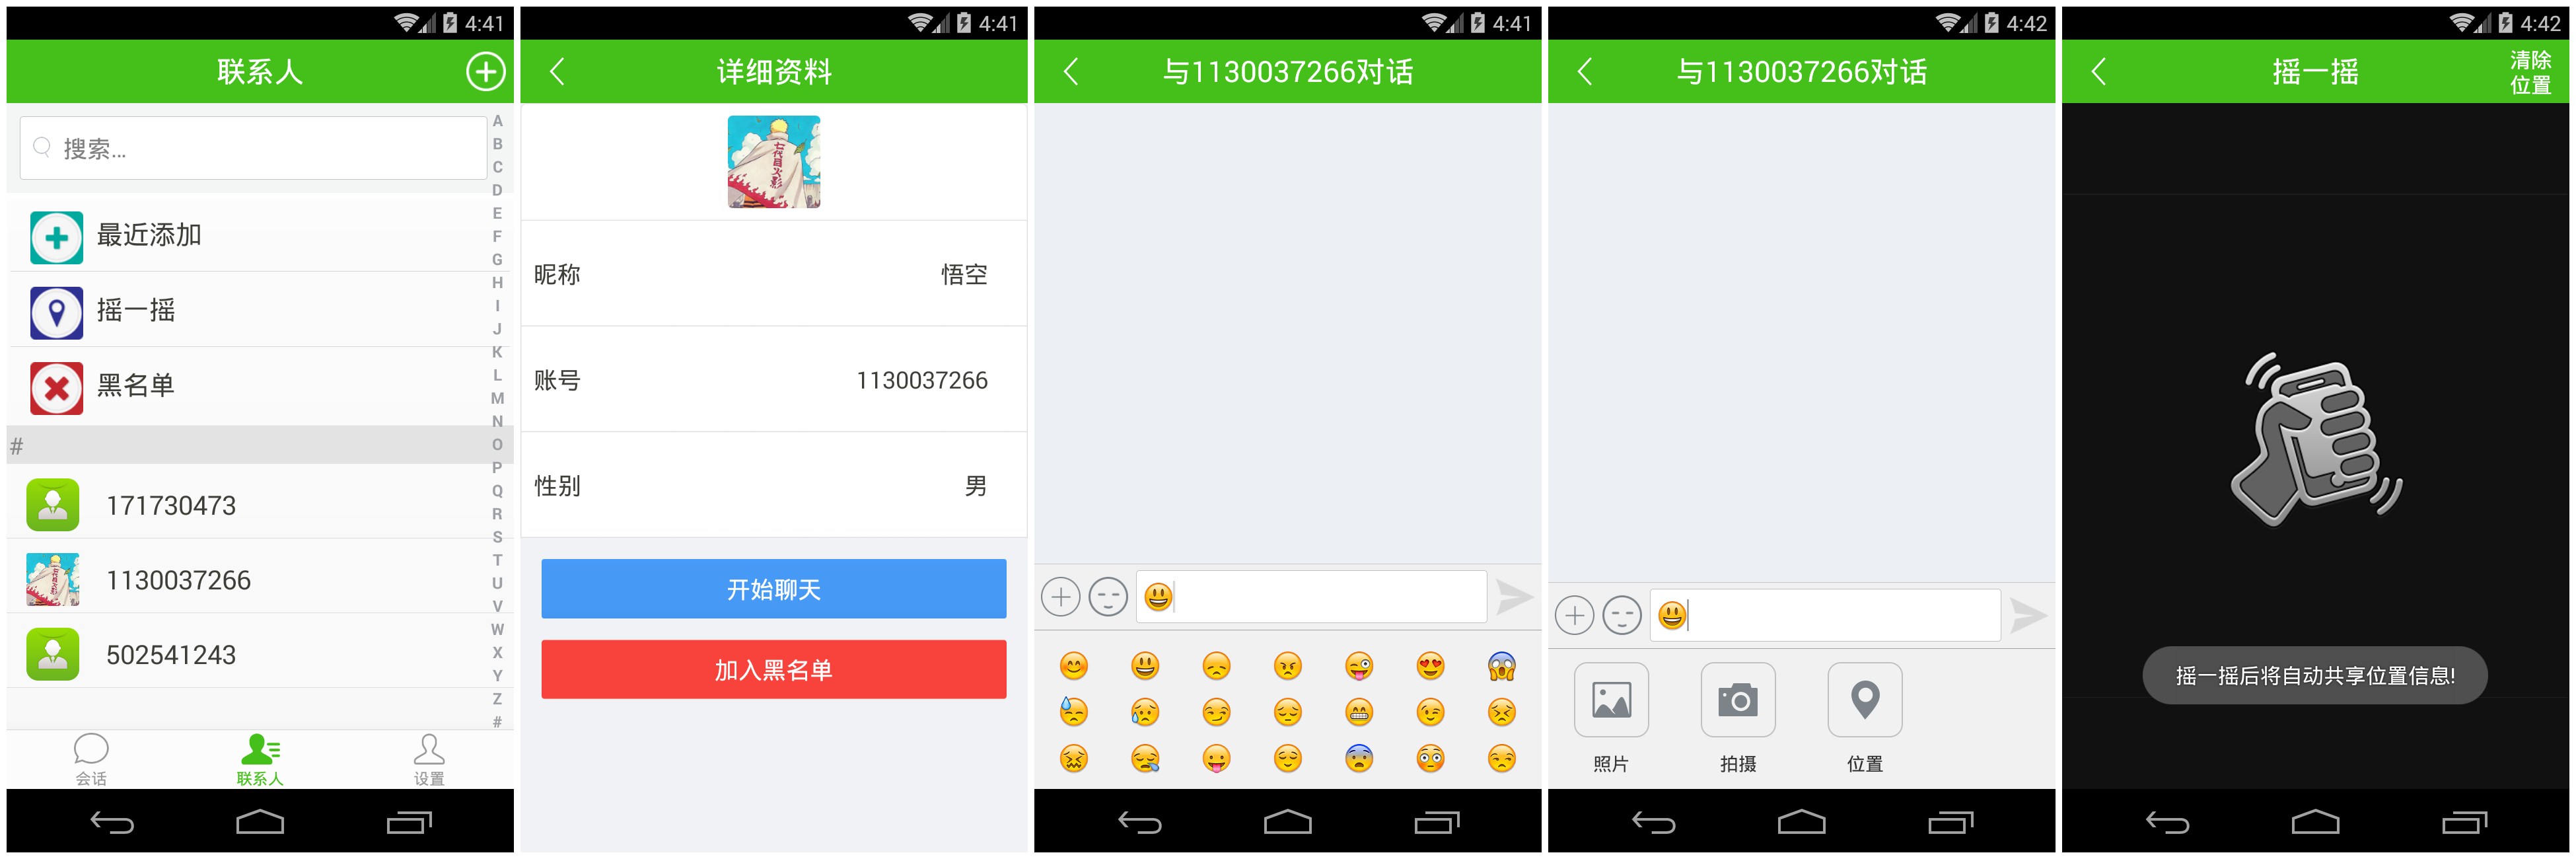 4:41
联系人
搜索...
A
B
C
D
E
F
G
H
I
J
K
L
M
N
O
P
Q
R
S
T
U
V
W
X
Y
Z
#
最近添加
摇一摇
黑名单
#
171730473
1130037266
502541243
会话
联系人
设置
4:41
详细资料
七代目火影
昵称 悟空
账号 1130037266
性别 男
开始聊天
加入黑名单
4:41
与1130037266对话
4:42
与1130037266对话
照片
拍摄
位置
4:42
摇一摇
清除
位置
摇一摇后将自动共享位置信息!